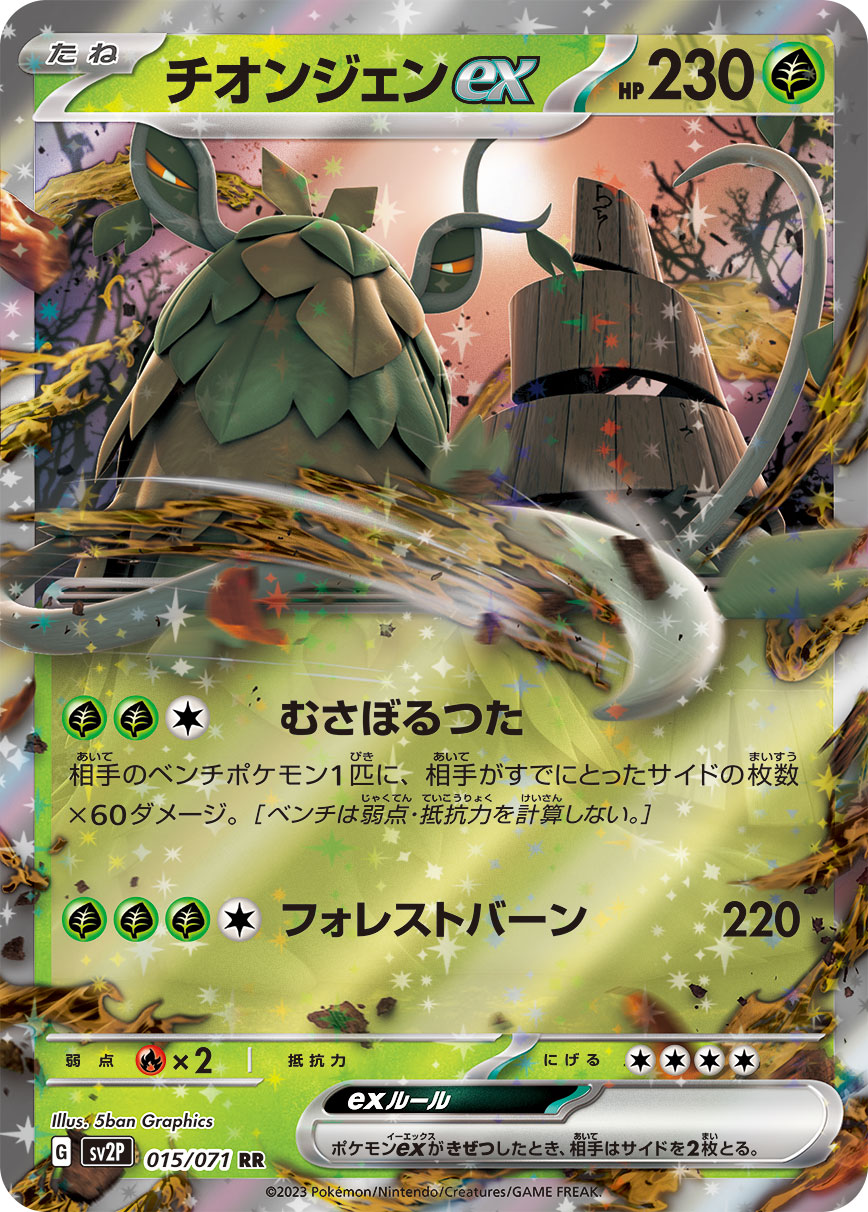 たね
チオンジェンex HP230
むさぼるつた
相手のベンチポケモン1匹に、相手がすでにとったサイドの枚数
×60ダメージ。[ベンチは弱点・抵抗力を計算しない。]
フォレストバーン 220
弱点 ×2 抵抗力 にげる
exルール
ポケモンexがきぜつしたとき、相手はサイドを2枚とる。
Illus. 5ban Graphics
G sv2P 015/071 RR
©2023 Pokémon/Nintendo/Creatures/GAME FREAK.